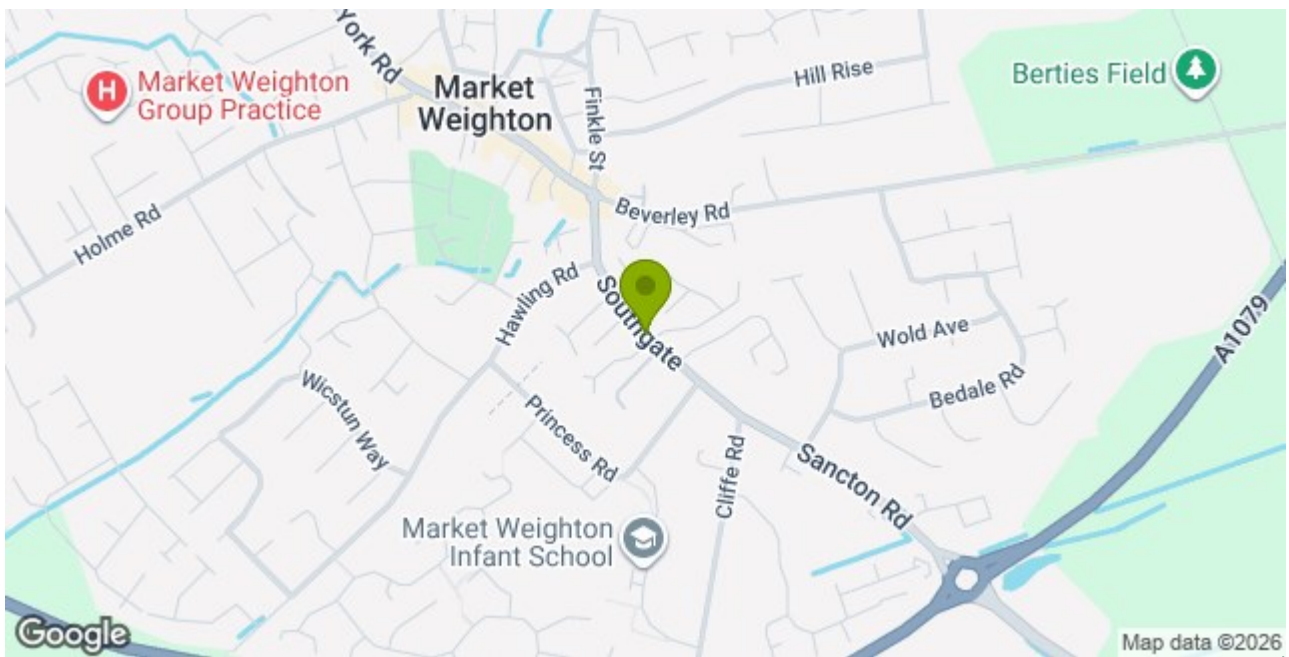 York Rd
Market Weighton
Group Practice
Market
Weighton
Finkle St
Hill Rise
Berties Field
Holme Rd
Beverley Rd
Hawling Rd
Southgate
Wold Ave
A1079
Bedale Rd
Wicstun Way
Princess Rd
Cliffe Rd
Sancton Rd
Market Weighton
Infant School
Google
Map data ©2026